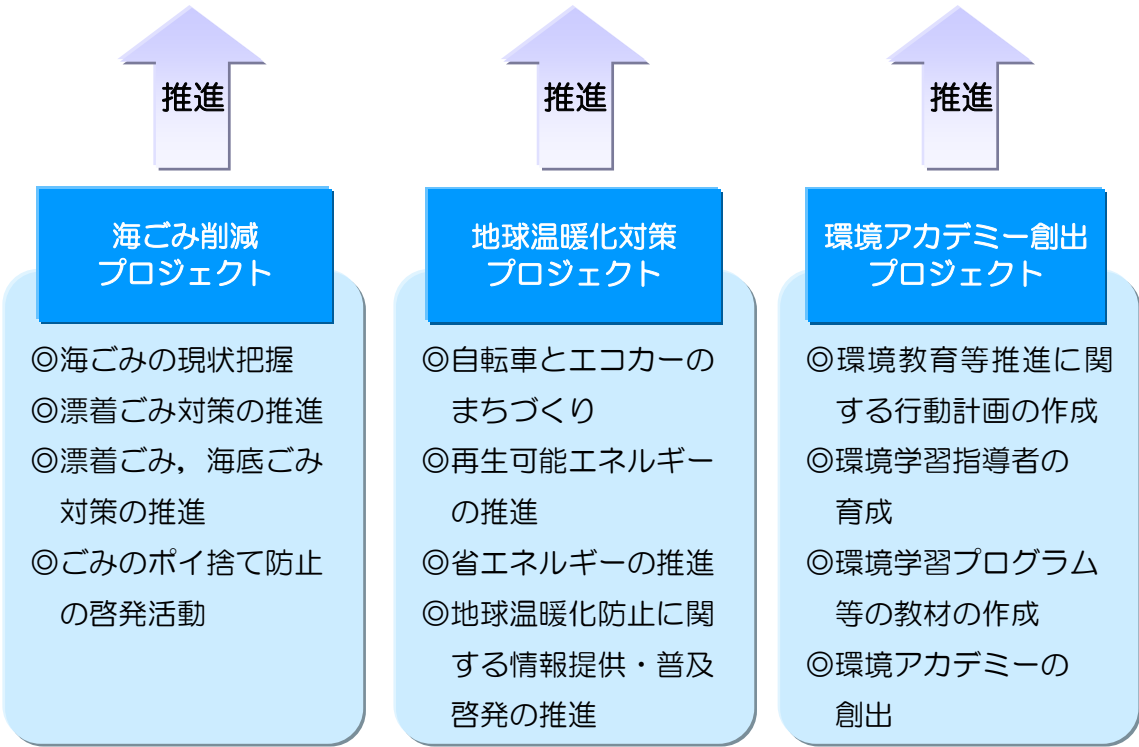 推進
推進
推進
海ごみ削減
プロジェクト
◎海ごみの現状把握
◎漂着ごみ対策の推進
◎漂着ごみ，海底ごみ
対策の推進
◎ごみのポイ捨て防止
の啓発活動
地球温暖化対策
プロジェクト
◎自転車とエコカーの
まちづくり
◎再生可能エネルギー
の推進
◎省エネルギーの推進
◎地球温暖化防止に関
する情報提供・普及
啓発の推進
環境アカデミー創出
プロジェクト
◎環境教育等推進に関
する行動計画の作成
◎環境学習指導者の
育成
◎環境学習プログラム
等の教材の作成
◎環境アカデミーの
創出